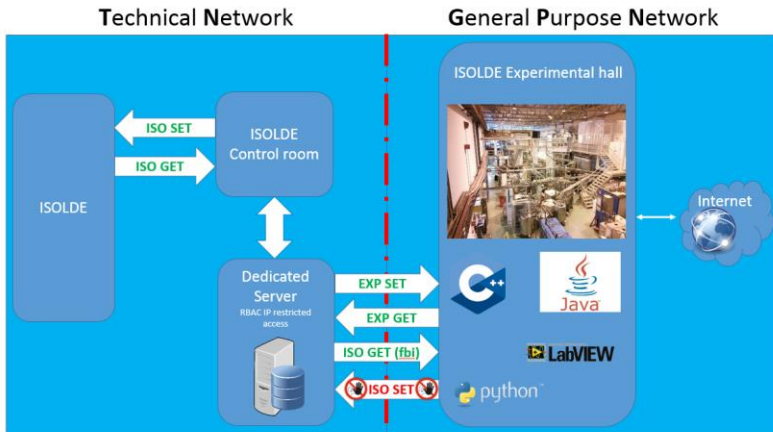 Technical Network
General Purpose Network
ISOLDE
ISO SET
ISO GET
ISOLDE
Control room
Dedicated
Server
RBAC IP restricted
access
EXP SET
EXP GET
ISO GET (fbi)
ISO SET
ISOLDE Experimental hall
C++
Java
LabVIEW
python™
Internet